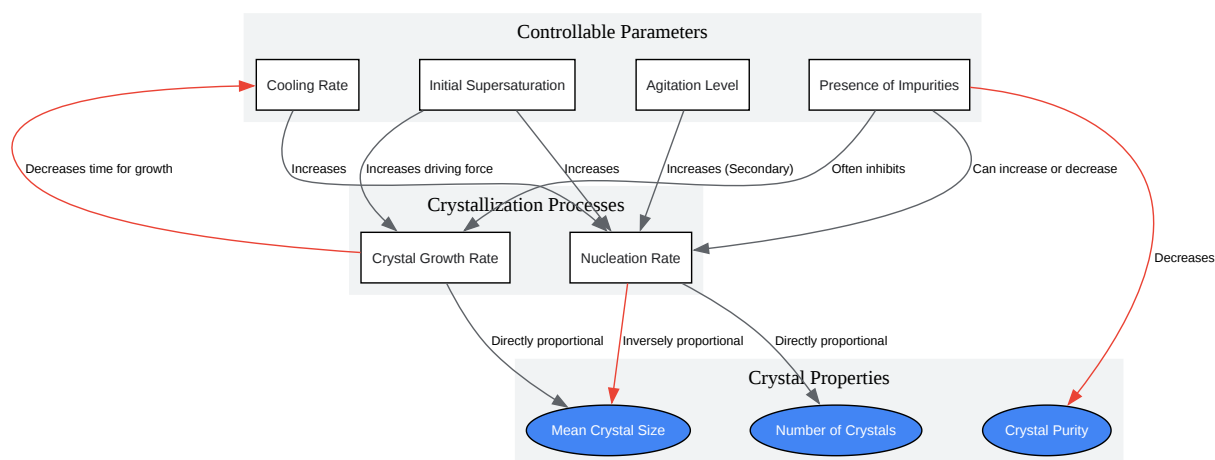 Controllable Parameters
Cooling Rate
Initial Supersaturation
Agitation Level
Presence of Impurities
Decreases time for growth
Increases
Increases driving force
Increases
Increases (Secondary)
Often inhibits
Can increase or decrease
Crystallization Processes
Crystal Growth Rate
Nucleation Rate
Decreases
Directly proportional
Inversely proportional
Directly proportional
Crystal Properties
Mean Crystal Size
Number of Crystals
Crystal Purity